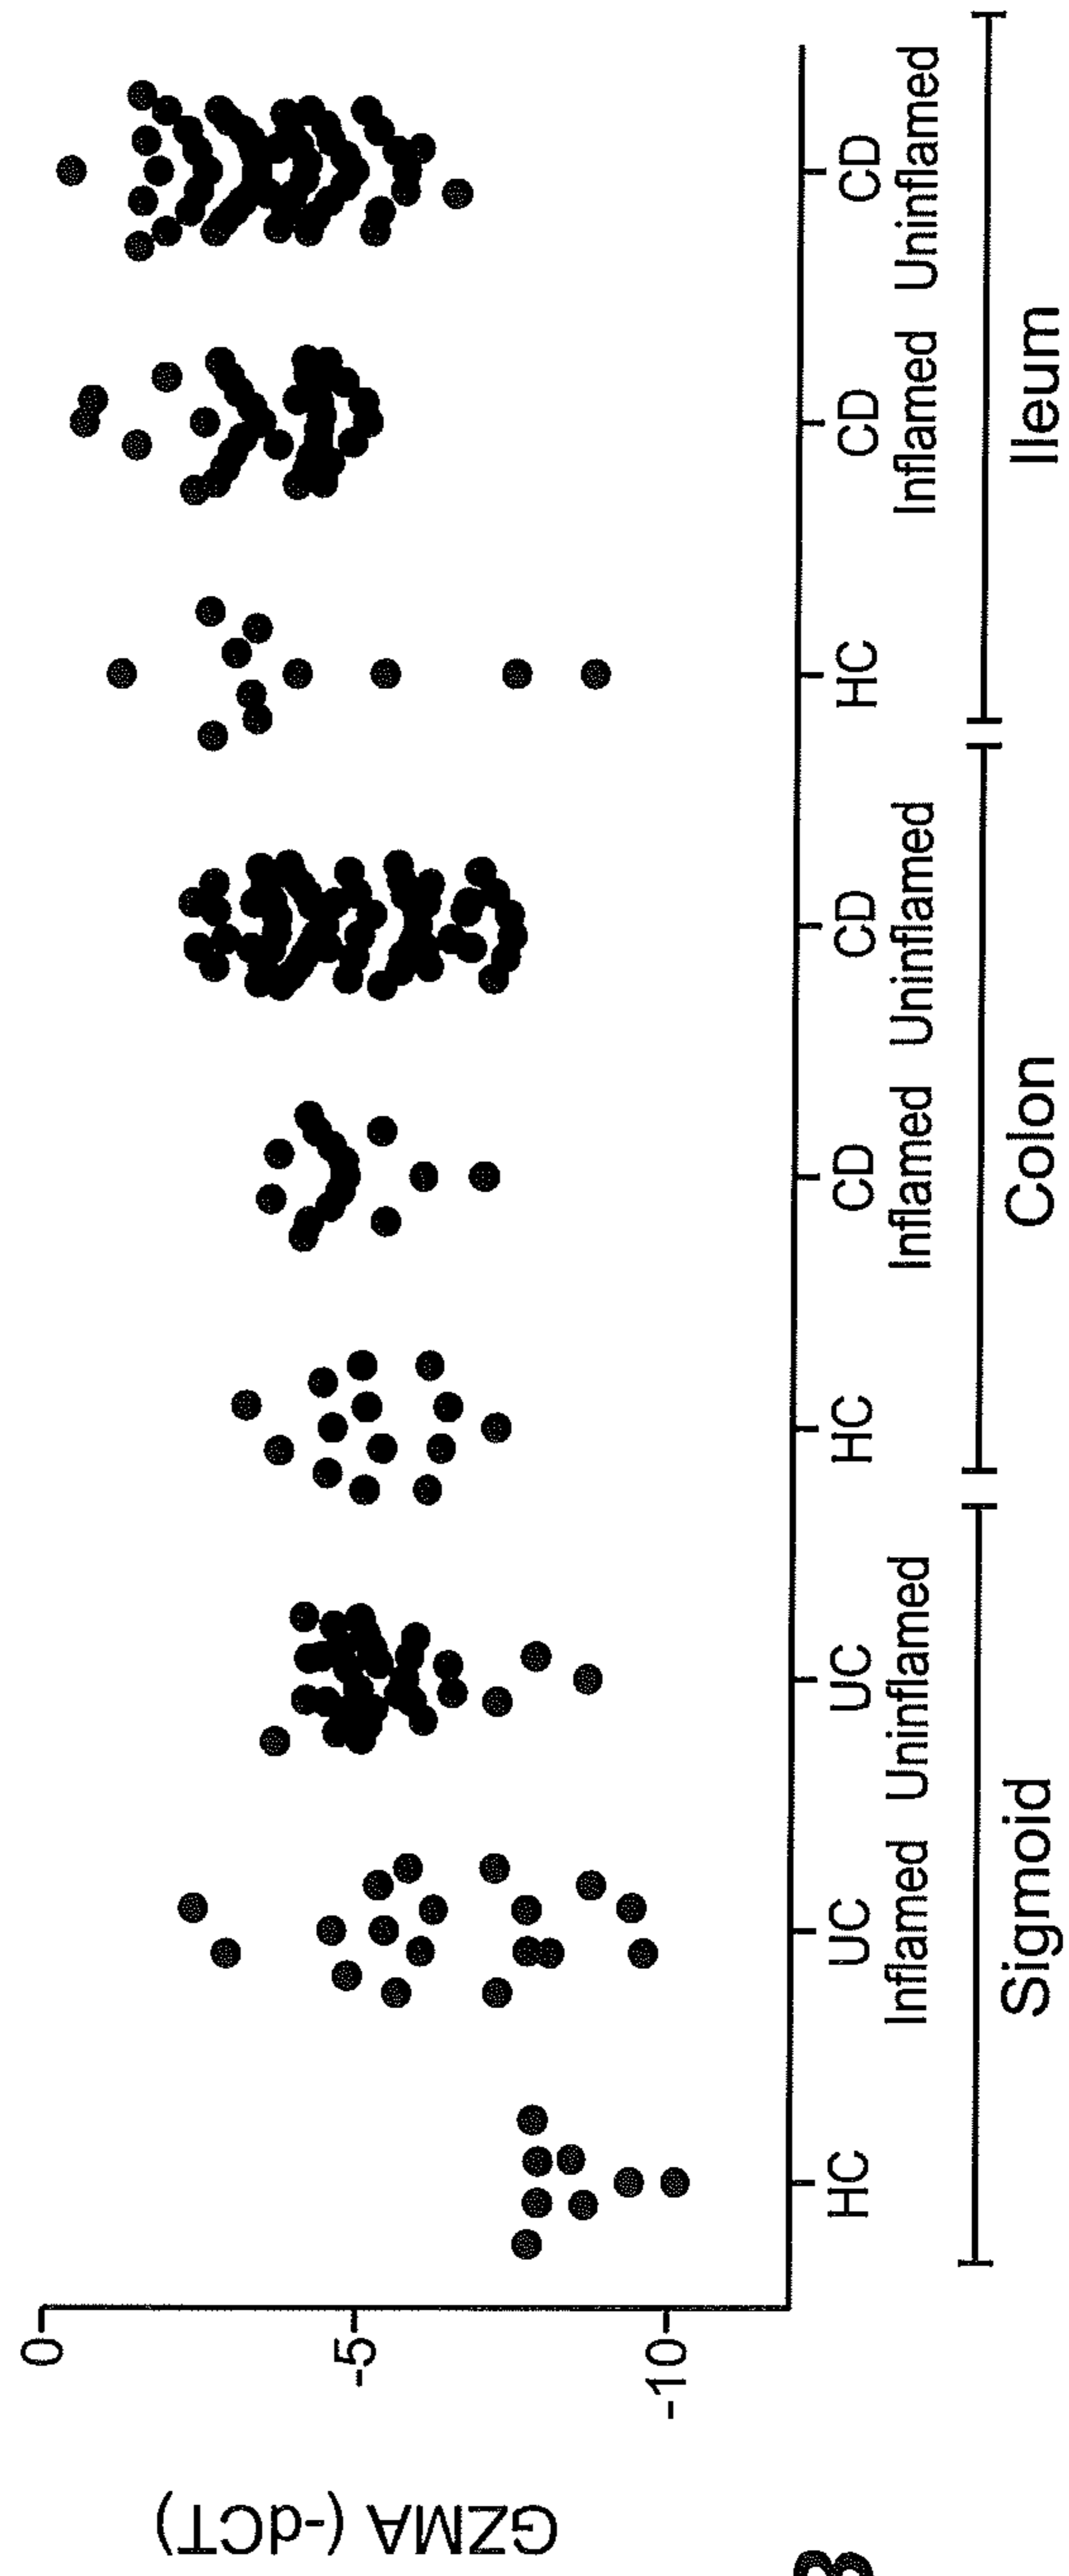 GZMA (-dCT)
0
-5
-10
HC UC UC HC CD CD HC CD CD
Inflamed Uninflamed Inflamed Uninflamed Inflamed Uninflamed
Sigmoid Colon Ileum